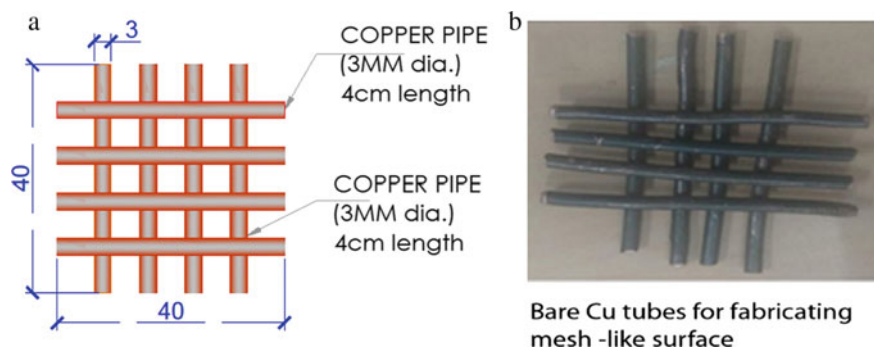 a
3
COPPER PIPE
(3MM dia.)
4cm length
40
COPPER PIPE
(3MM dia.)
4cm length
40
b
Bare Cu tubes for fabricating
mesh -like surface